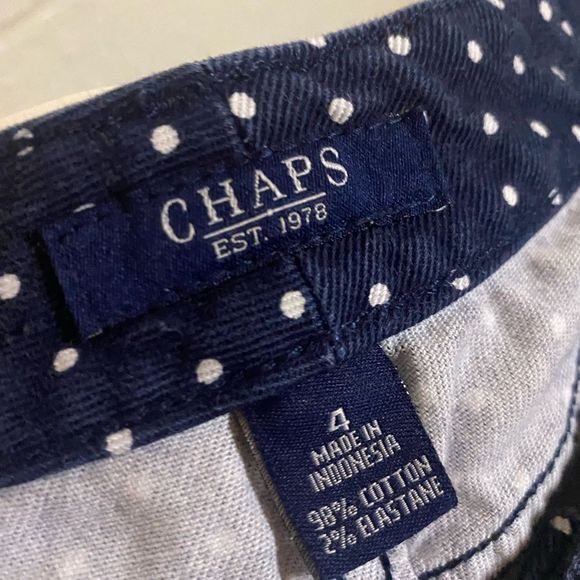 CHAPS
EST. 1978
4
MADE IN
INDONESIA
98% COTTON
2% ELASTANE